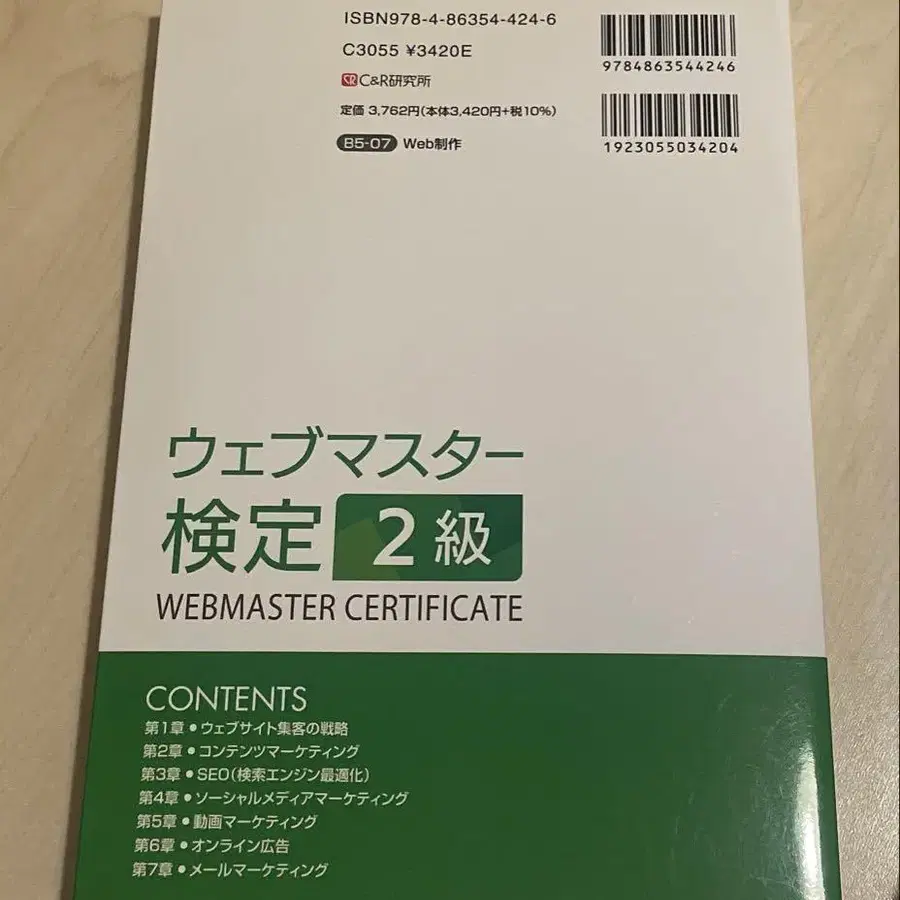 ISBN978-4-86354-424-6
C3055 ¥3420E
CR C&R研究所
定価 3,762円(本体3,420円+税10%)
B5-07 Web制作
9784863544246
1923055034204
ウェブマスター
検定 2級
WEBMASTER CERTIFICATE
CONTENTS
第1章●ウェブサイト集客の戦略
第2章●コンテンツマーケティング
第3章●SEO(検索エンジン最適化)
第4章●ソーシャルメディアマーケティング
第5章●動画マーケティング
第6章●オンライン広告
第7章●メールマーケティング